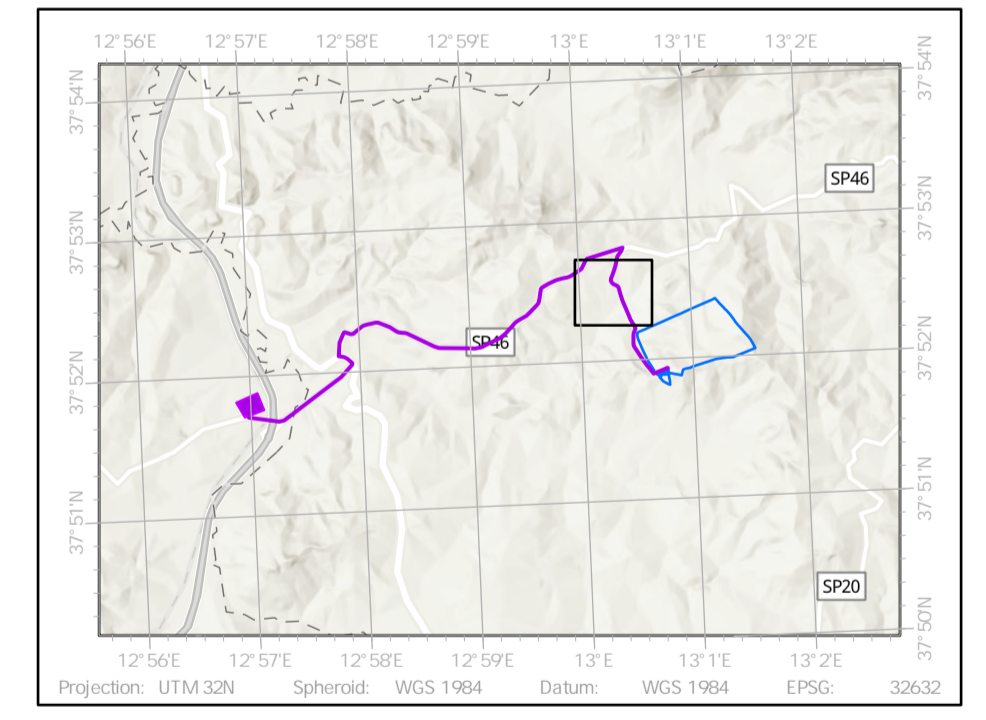 12°56'E 12°57'E 12°58'E 12°59'E 13°E 13°1'E 13°2'E
37°54'N 37°54'N
SP46
37°53'N 37°53'N
SP46
37°52'N 37°52'N
37°51'N 37°51'N
SP20
37°50'N
12°56'E 12°57'E 12°58'E 12°59'E 13°E 13°1'E 13°2'E
Projection: UTM 32N Spheroid: WGS 1984 Datum: WGS 1984 EPSG: 32632